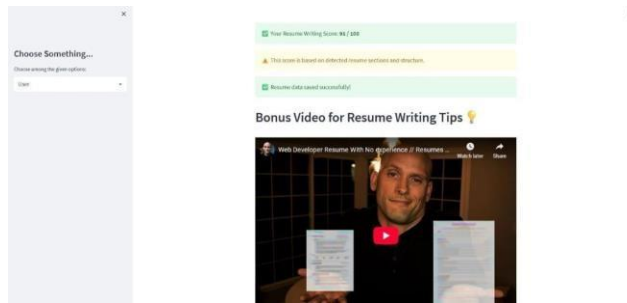 ×
Choose Something...
Choose among the given options:
User
Your Resume Writing Score: 91 / 100
This score is based on detected resume sections and structure.
Resume data saved successfully!
Bonus Video for Resume Writing Tips
Web Developer Resume With No experience // Resumes ...
Watch later
Share